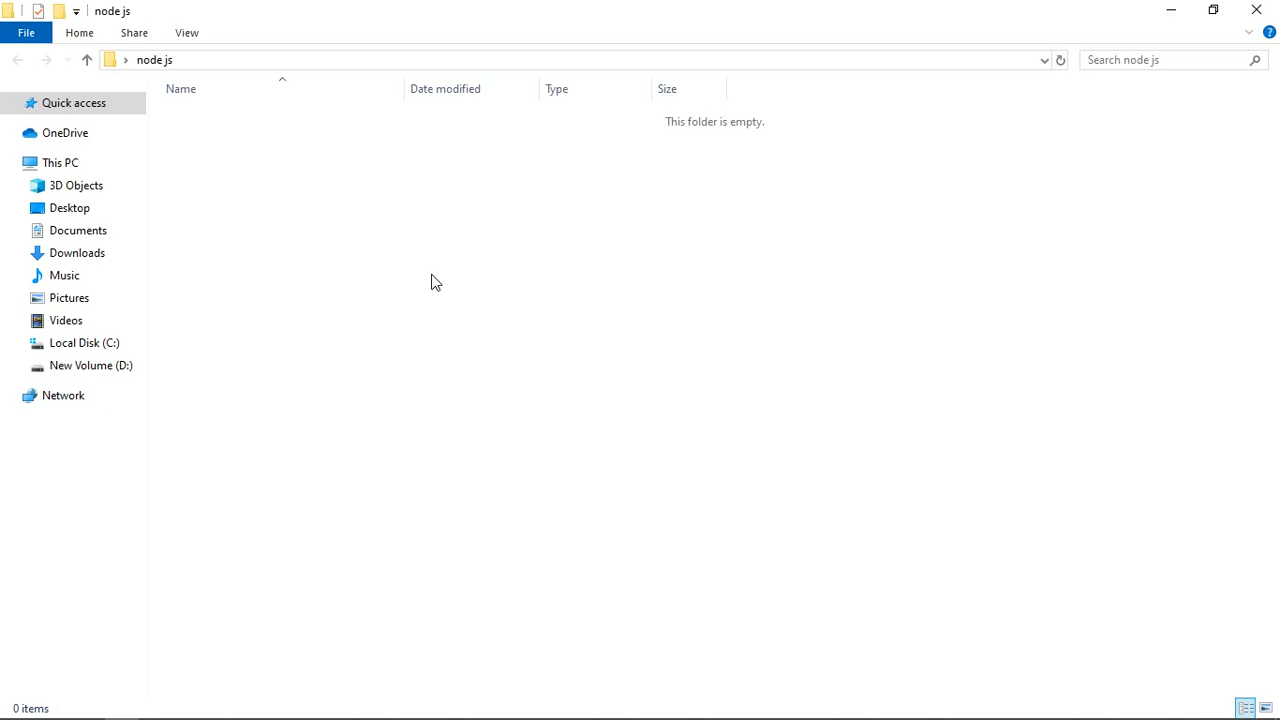 node js
File Home Share View
node js
Search node js
Name Date modified Type Size
This folder is empty.
Quick access
OneDrive
This PC
3D Objects
Desktop
Documents
Downloads
Music
Pictures
Videos
Local Disk (C:)
New Volume (D:)
Network
0 items